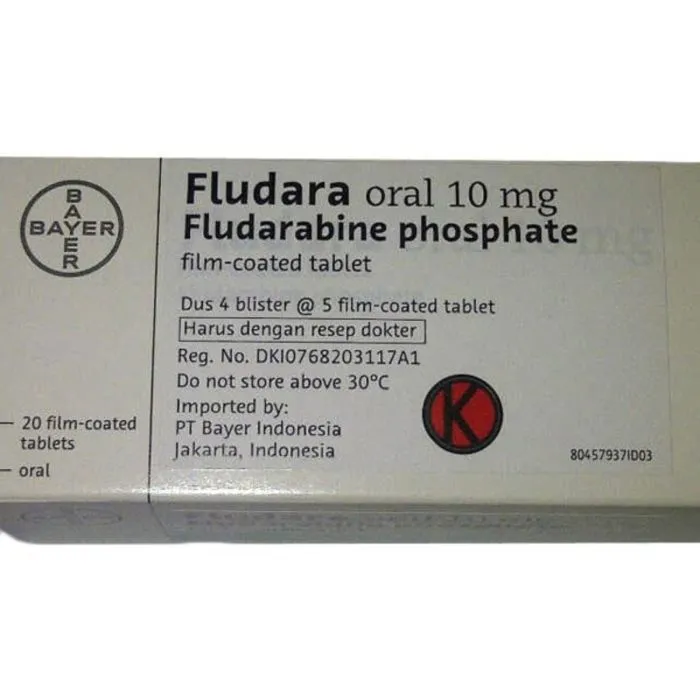 BAYER
BAYER
20 film-coated
tablets
oral
Fludara oral 10 mg
Fludarabine phosphate
film-coated tablet
Dus 4 blister @ 5 film-coated tablet
Harus dengan resep dokter
Reg. No. DKI0768203117A1
Do not store above 30°C
Imported by:
PT Bayer Indonesia
Jakarta, Indonesia
K
80457937ID03